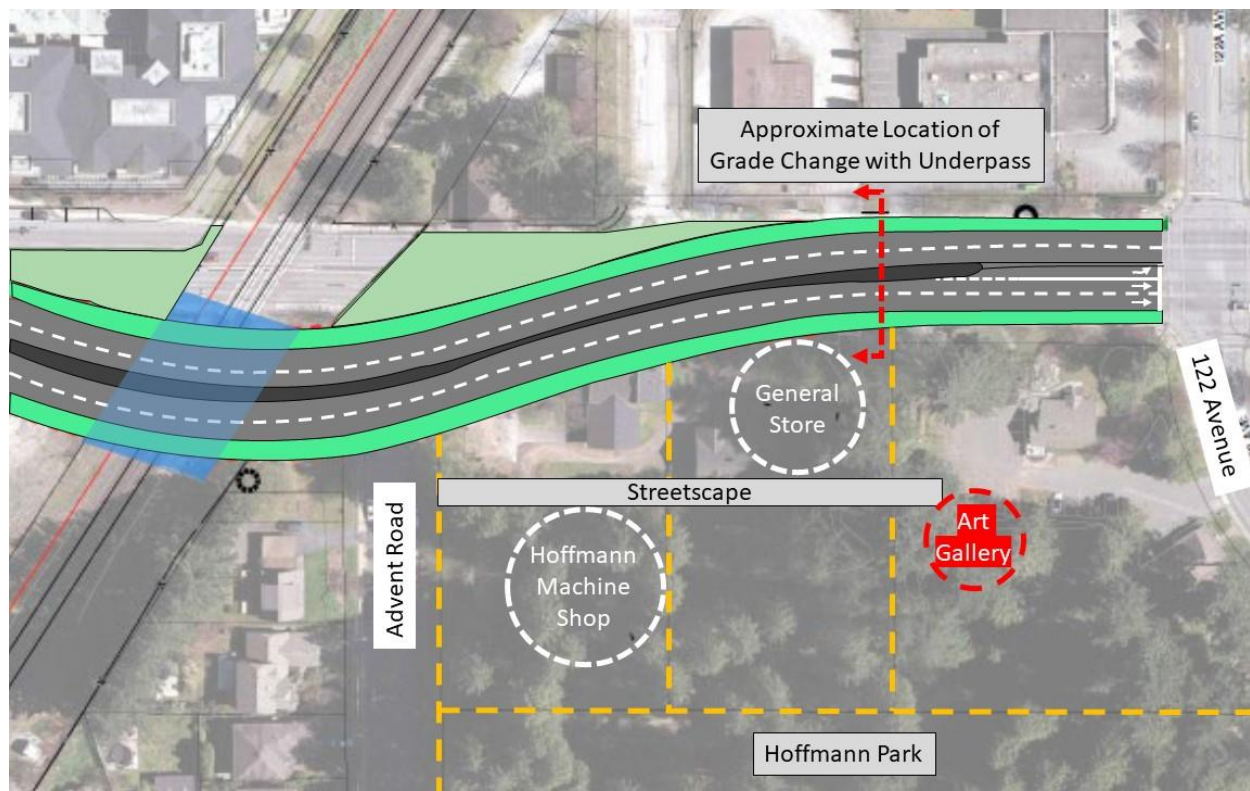 Approximate Location of
Grade Change with Underpass
122 Avenue
General
Store
Streetscape
Art
Gallery
Hoffmann
Machine
Shop
Advent Road
Hoffmann Park